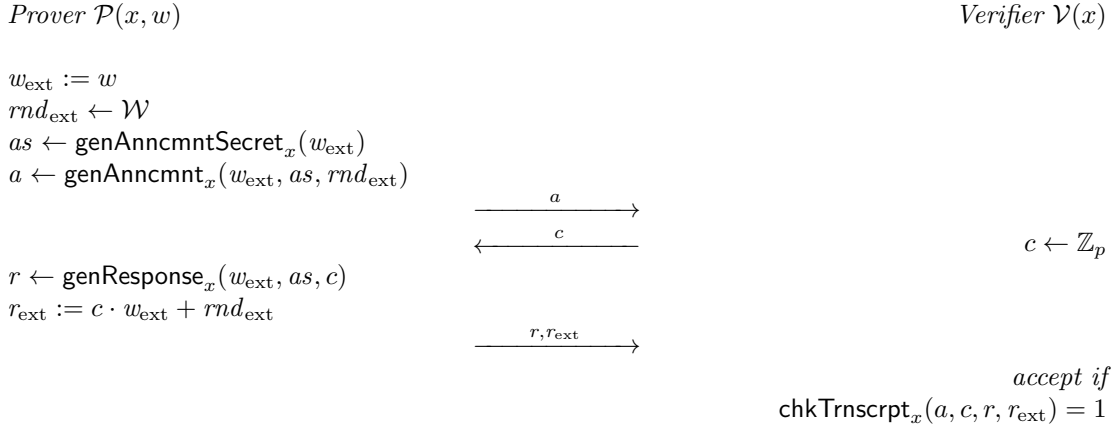 Prover 𝒫(x, w) Verifier 𝒱(x)
w_ext := w
rnd_ext ← 𝒲
as ← genAnncmntSecret_x(w_ext)
a ← genAnncmnt_x(w_ext, as, rnd_ext)
a
c
c ← ℤ_p
r ← genResponse_x(w_ext, as, c)
r_ext := c · w_ext + rnd_ext
r,r_ext
accept if
chkTrnscrpt_x(a, c, r, r_ext) = 1